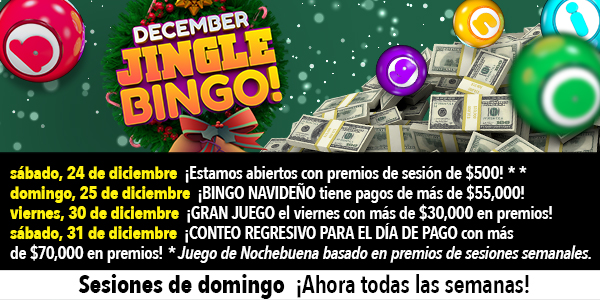 DECEMBER
JINGLE
BINGO!
sábado, 24 de diciembre ¡Estamos abiertos con premios de sesión de $500! * *
domingo, 25 de diciembre ¡BINGO NAVIDEÑO tiene pagos de más de $55,000!
viernes, 30 de diciembre ¡GRAN JUEGO el viernes con más de $30,000 en premios!
sábado, 31 de diciembre ¡CONTEO REGRESIVO PARA EL DÍA DE PAGO con más
de $70,000 en premios! * Juego de Nochebuena basado en premios de sesiones semanales.
Sesiones de domingo ¡Ahora todas las semanas!